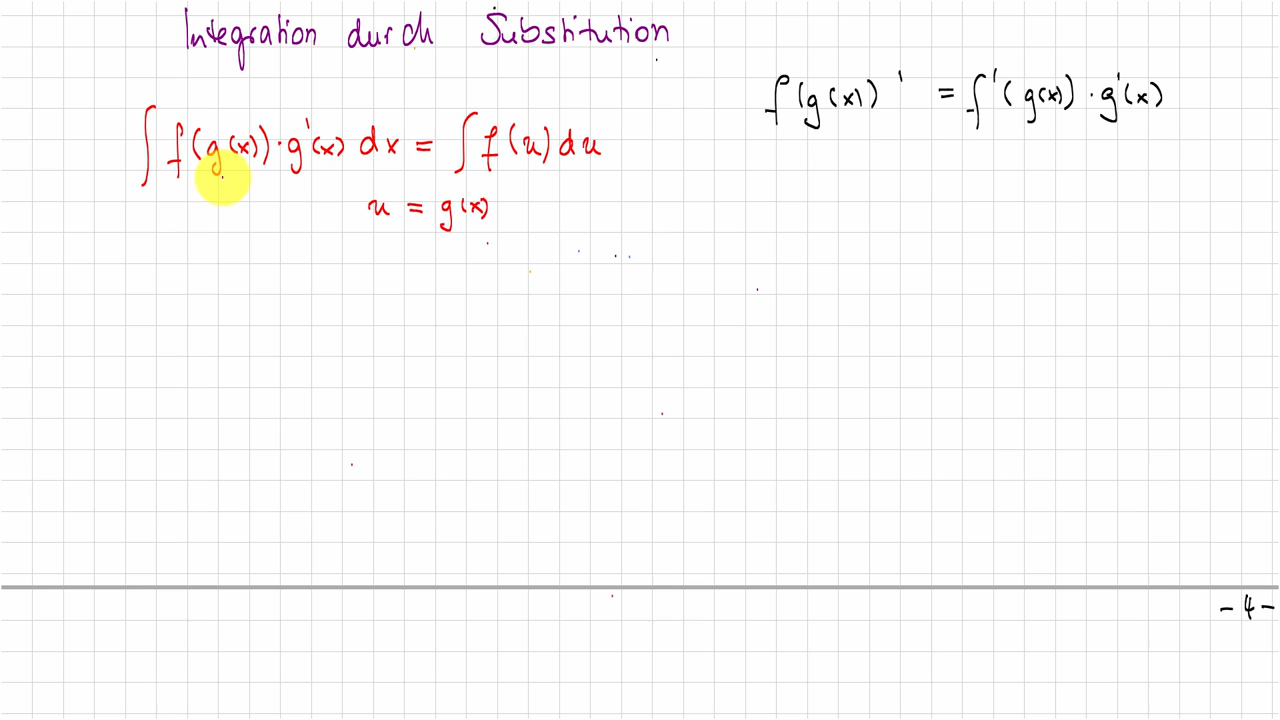 Integration durch Substitution
f(g(x))' = f'(g(x)) · g'(x)
∫ f(g(x)) · g'(x) dx = ∫ f(u) du
u = g(x)
- 4 -